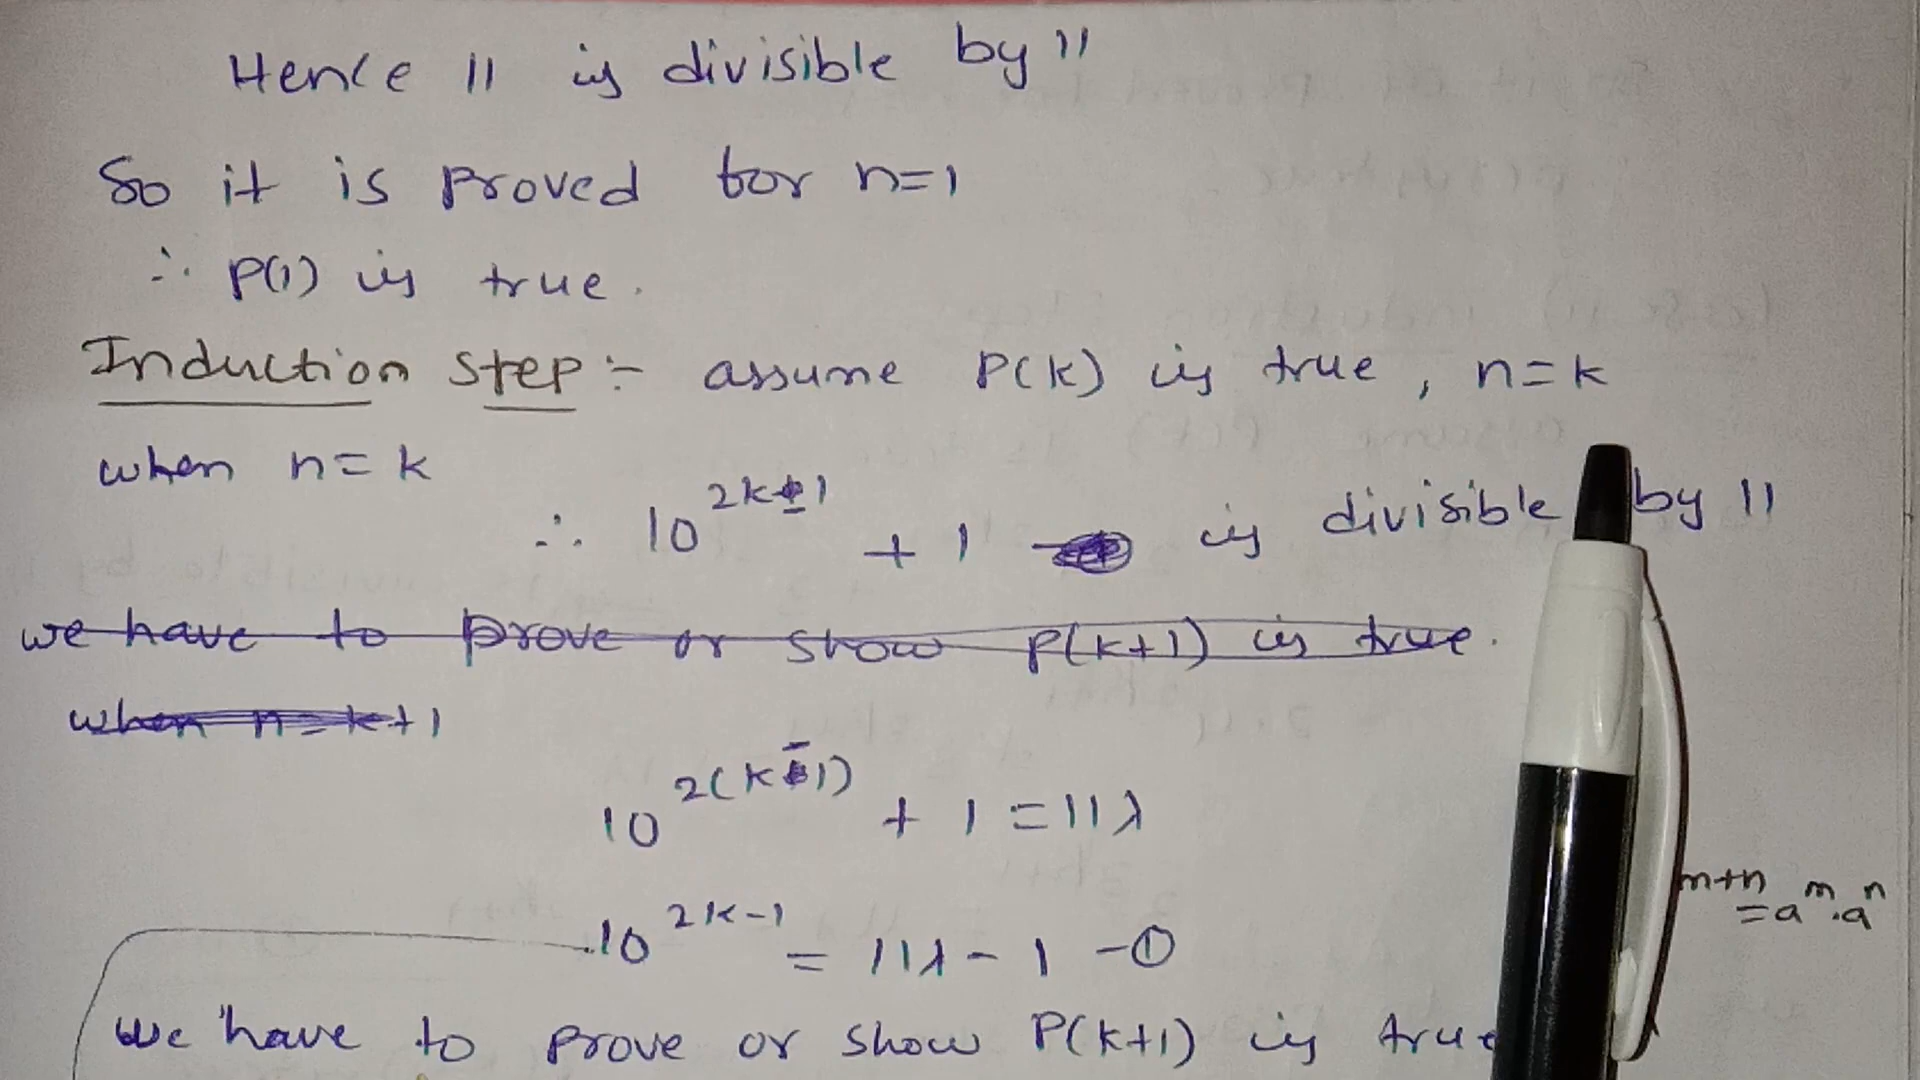 Hence 11 is divisible by 11
So it is proved for n=1
∴ P(1) is true.
Induction Step :- assume P(k) is true, n=k
when n=k
∴ 10^{2k-1} + 1 is divisible by 11
we have to prove or show P(k+1) is true.
when n=k+1
10^{2(k-1)} + 1 = 11λ
10^{2k-1} = 11λ - 1 -①
m+n = a^m . a^n
We have to prove or show P(k+1) is true